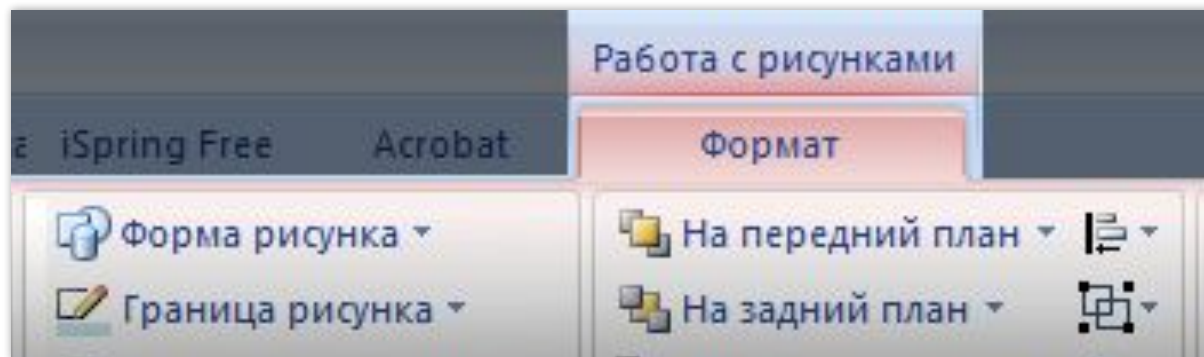 Работа с рисунками
iSpring Free Acrobat Формат
Форма рисунка На передний план
Граница рисунка На задний план